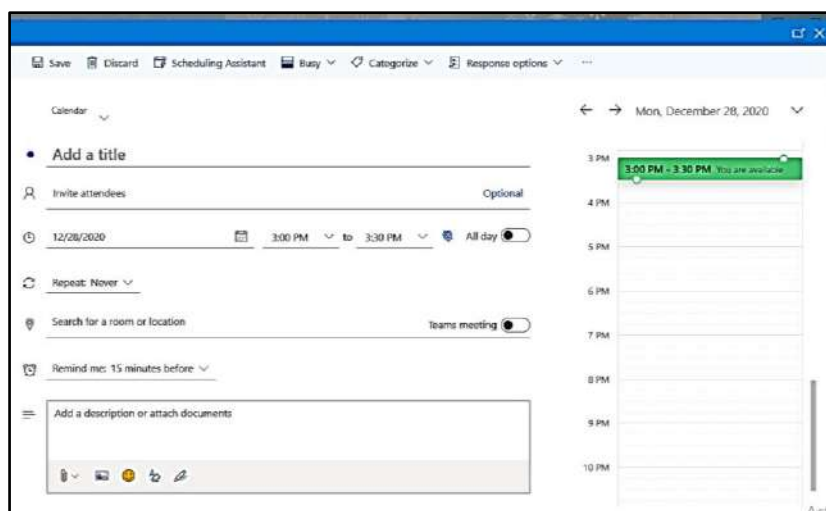 Save Discard Scheduling Assistant Busy Categorize Response options ...
Calendar
Add a title
Invite attendees Optional
12/28/2020 3:00 PM to 3:30 PM All day
Repeat: Never
Search for a room or location Teams meeting
Remind me: 15 minutes before
Add a description or attach documents
Mon, December 28, 2020
3 PM
3:00 PM - 3:30 PM You are available
4 PM
5 PM
6 PM
7 PM
8 PM
9 PM
10 PM